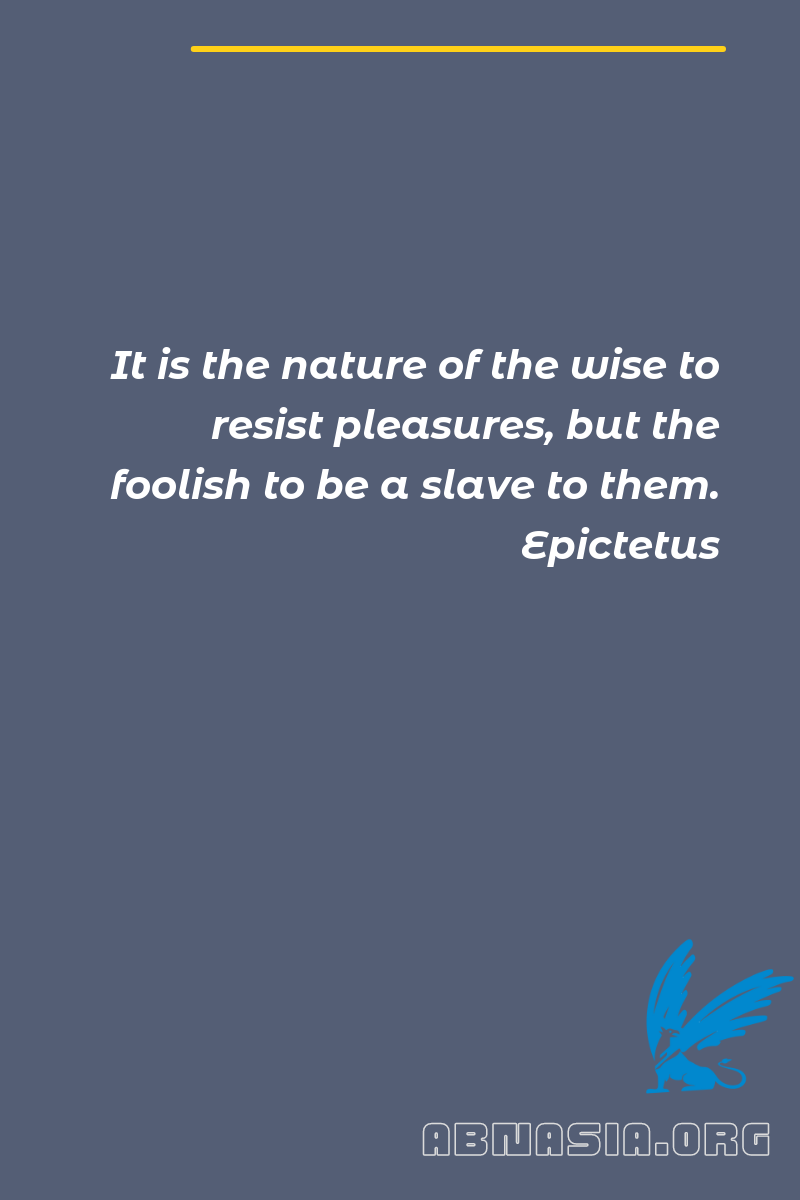 It is the nature of the wise to
resist pleasures, but the
foolish to be a slave to them.
Epictetus
ABNASIA.ORG